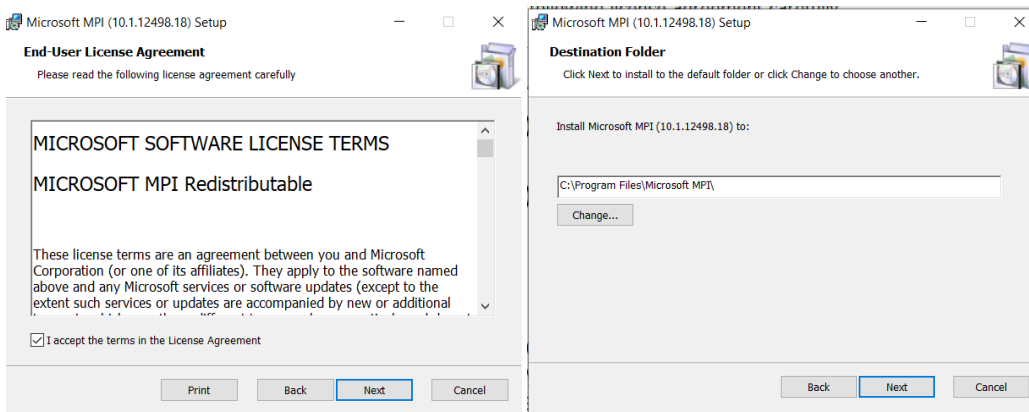 Microsoft MPI (10.1.12498.18) Setup
End-User License Agreement
Please read the following license agreement carefully
MICROSOFT SOFTWARE LICENSE TERMS
MICROSOFT MPI Redistributable
These license terms are an agreement between you and Microsoft
Corporation (or one of its affiliates). They apply to the software named
above and any Microsoft services or software updates (except to the
extent such services or updates are accompanied by new or additional
I accept the terms in the License Agreement
Print
Back
Next
Cancel
Microsoft MPI (10.1.12498.18) Setup
Destination Folder
Click Next to install to the default folder or click Change to choose another.
Install Microsoft MPI (10.1.12498.18) to:
C:\Program Files\Microsoft MPI\
Change...
Back
Next
Cancel